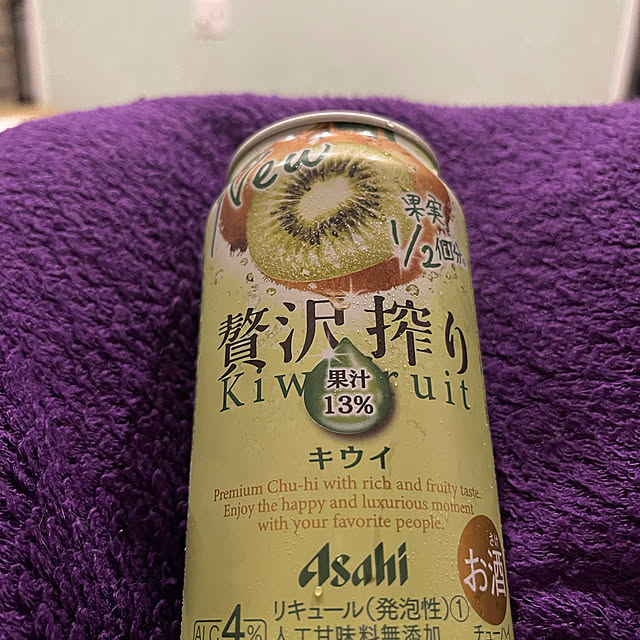 New
果実
1/2個分
贅沢搾り
Kiwifruit
果汁
13%
キウイ
Premium Chu-hi with rich and fruity taste.
Enjoy the happy and luxurious moment
with your favorite people.
Asahi
お酒
ALC 4%
リキュール(発泡性)①
人工甘味料無添加